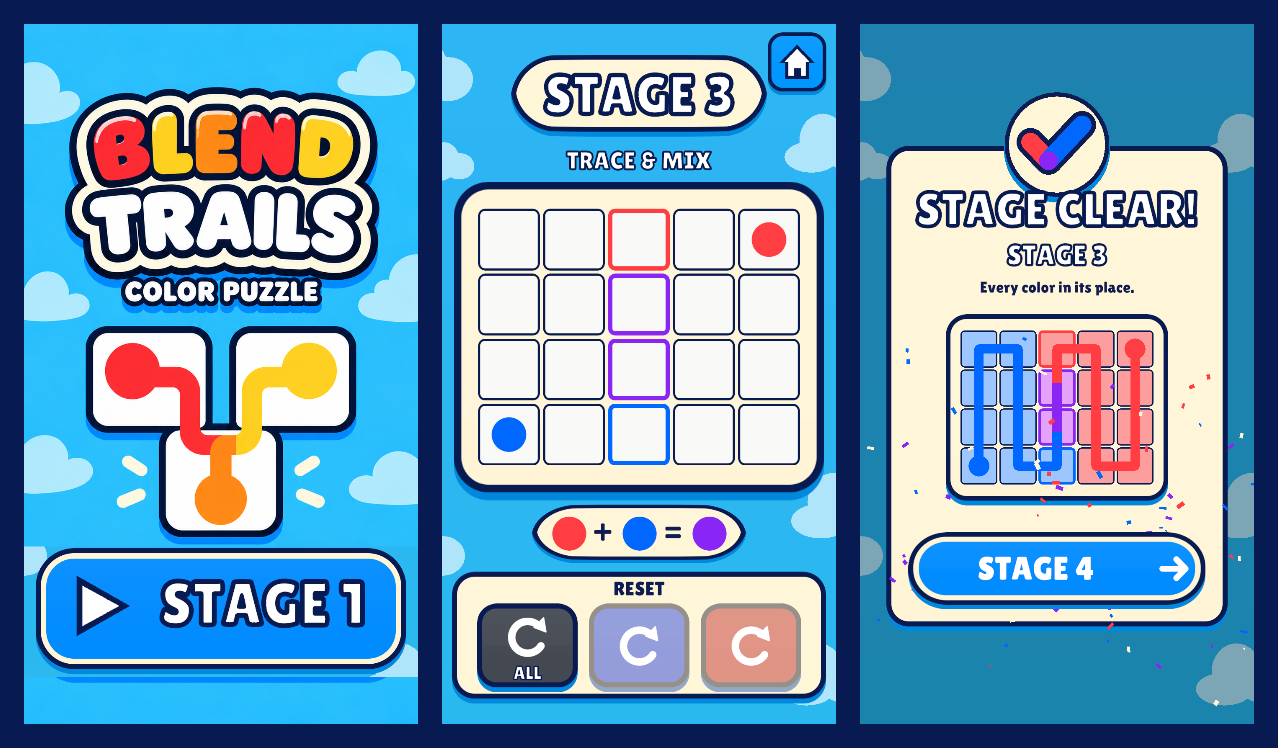 BLEND
TRAILS
COLOR PUZZLE
STAGE 1
STAGE 3
TRACE & MIX
+ =
RESET
ALL
STAGE CLEAR!
STAGE 3
Every color in its place.
STAGE 4